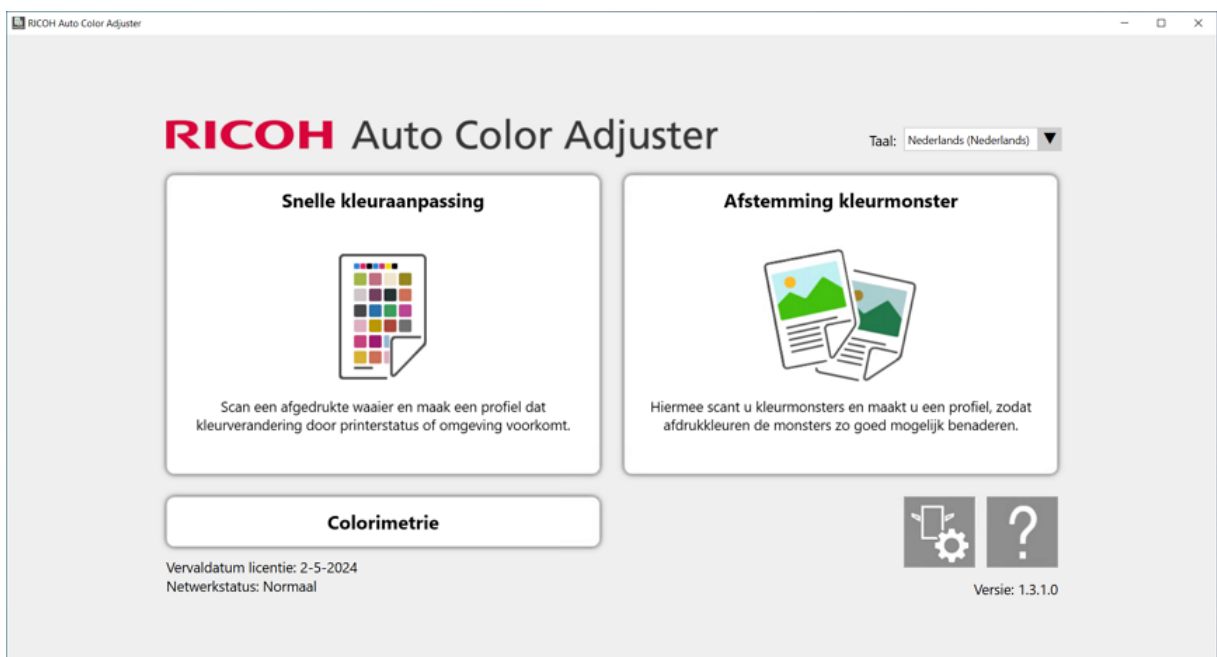 RICOH Auto Color Adjuster
RICOH Auto Color Adjuster
Taal: Nederlands (Nederlands)
Snelle kleuraanpassing
Scan een afgedrukte waaier en maak een profiel dat
kleurverandering door printerstatus of omgeving voorkomt.
Afstemming kleurmonster
Hiermee scant u kleurmonsters en maakt u een profiel, zodat
afdrukkleuren de monsters zo goed mogelijk benaderen.
Colorimetrie
?
Vervaldatum licentie: 2-5-2024
Netwerkstatus: Normaal
Versie: 1.3.1.0